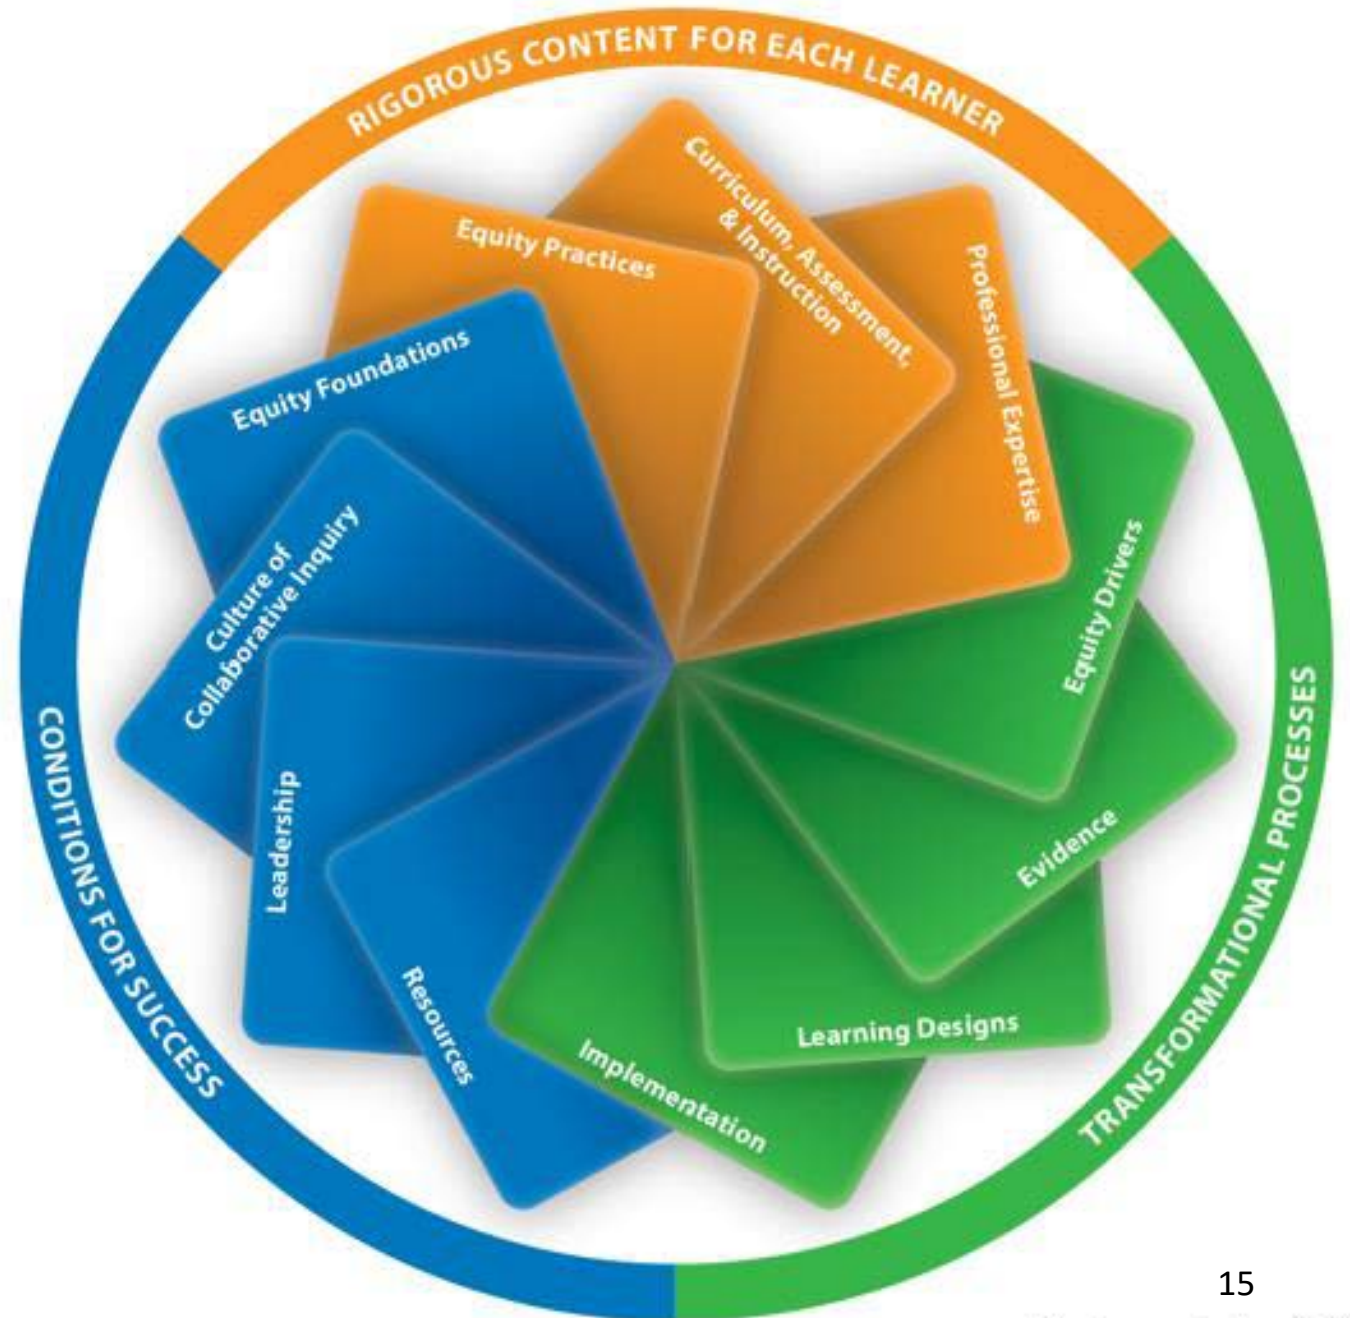 RIGOROUS CONTENT FOR EACH LEARNER
Equity Practices
Curriculum, Assessment,
& Instruction
Professional Expertise
Equity Drivers
Evidence
Learning Designs
Implementation
TRANSFORMATIONAL PROCESSES
Equity Foundations
Culture of
Collaborative Inquiry
Leadership
Resources
CONDITIONS FOR SUCCESS
15